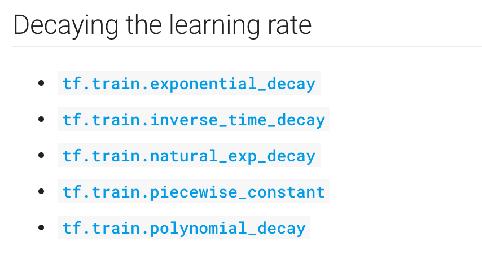 Decaying the learning rate
• tf.train.exponential_decay
• tf.train.inverse_time_decay
• tf.train.natural_exp_decay
• tf.train.piecewise_constant
• tf.train.polynomial_decay